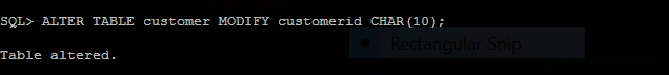 SQL> ALTER TABLE customer MODIFY customerid CHAR(10);
Rectangular Snip
Table altered.